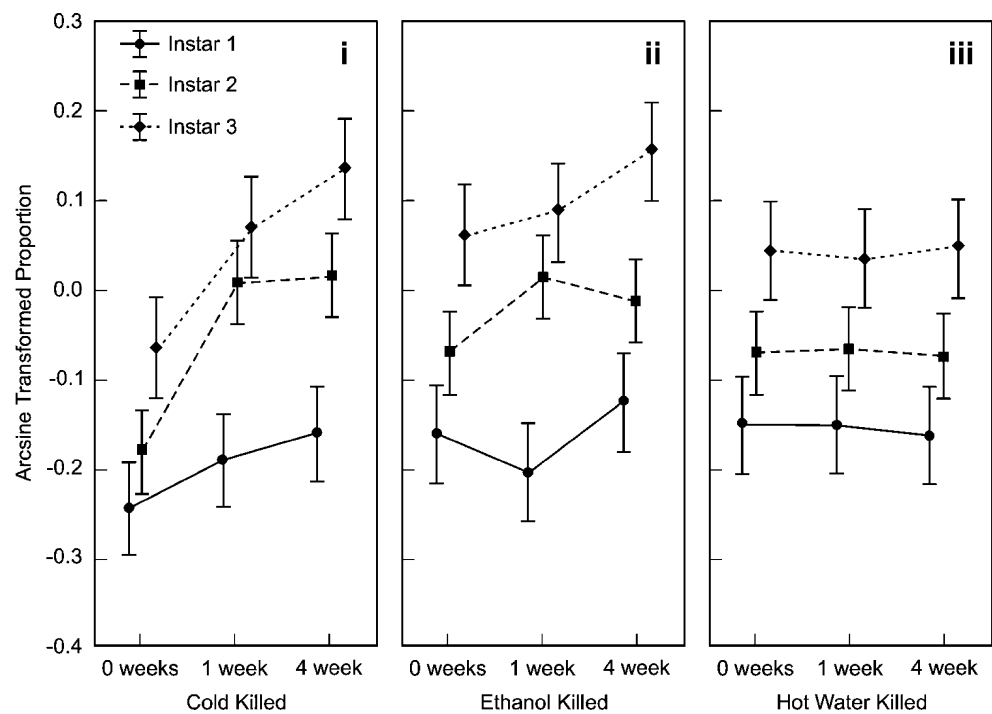 0.3
0.2
0.1
0.0
-0.1
-0.2
-0.3
-0.4
Arcsine Transformed Proportion
Instar 1
Instar 2
Instar 3
i
ii
iii
0 weeks 1 week 4 week
0 weeks 1 week 4 week
0 weeks 1 week 4 week
Cold Killed
Ethanol Killed
Hot Water Killed